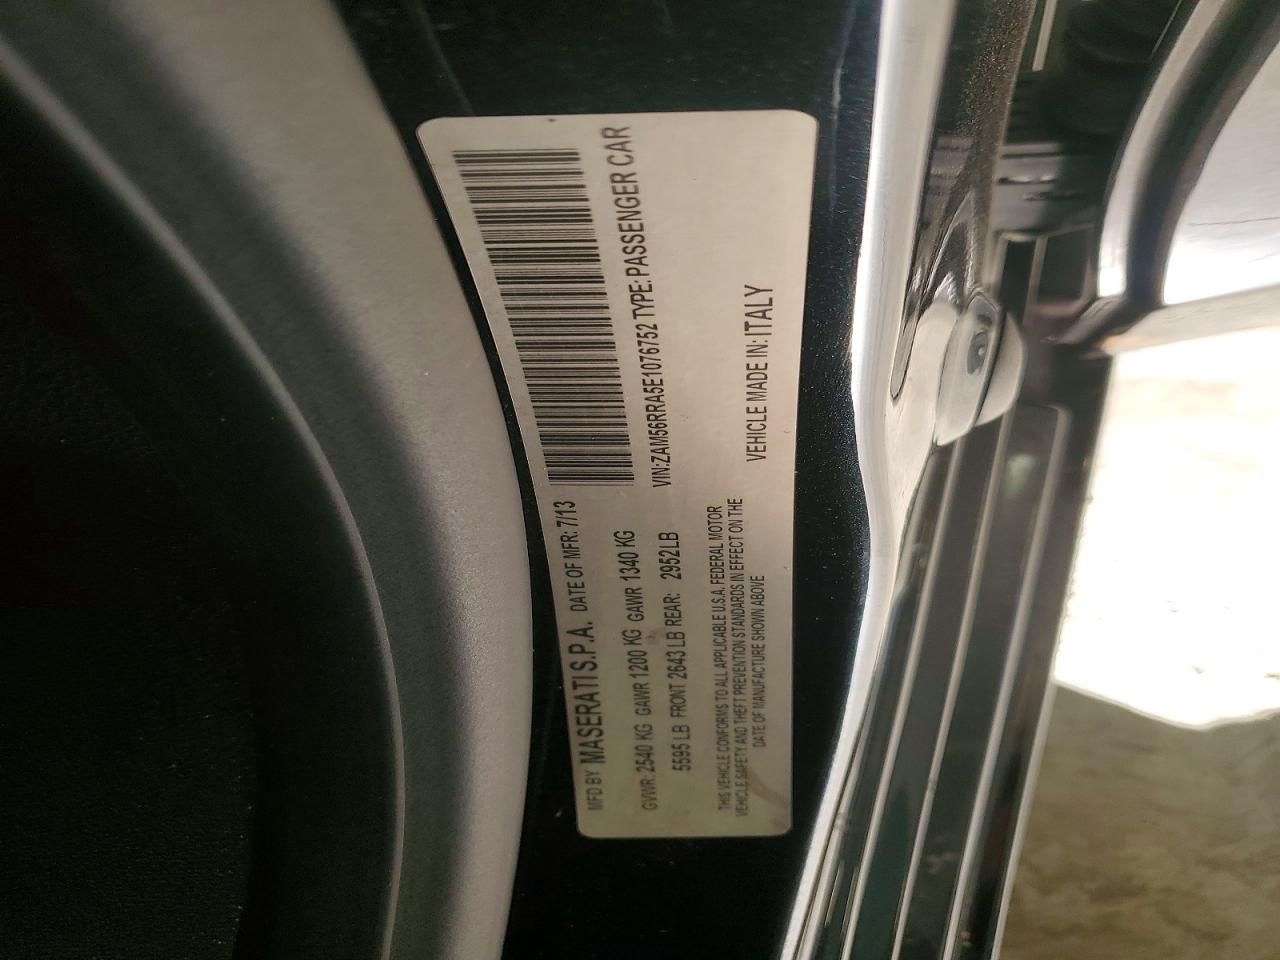 MFD BY MASERATI S.P.A. DATE OF MFR: 7/13
GVWR: 2540 KG GAWR 1200 KG GAWR 1340 KG
5595 LB FRONT 2643 LB REAR: 2952LB
VIN:ZAM56RRA5E1076752 TYPE: PASSENGER CAR
THIS VEHICLE CONFORMS TO ALL APPLICABLE U.S.A. FEDERAL MOTOR
VEHICLE SAFETY AND THEFT PREVENTION STANDARDS IN EFFECT ON THE
DATE OF MANUFACTURE SHOWN ABOVE
VEHICLE MADE IN: ITALY